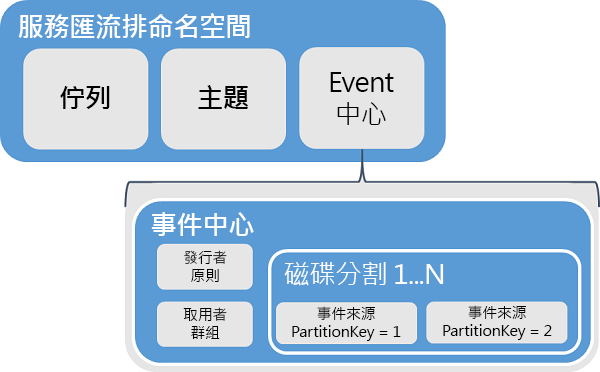 服務匯流排命名空間
佇列
主題
Event
中心
事件中心
發行者
原則
取用者
群組
磁碟分割 1...N
事件來源
PartitionKey = 1
事件來源
PartitionKey = 2